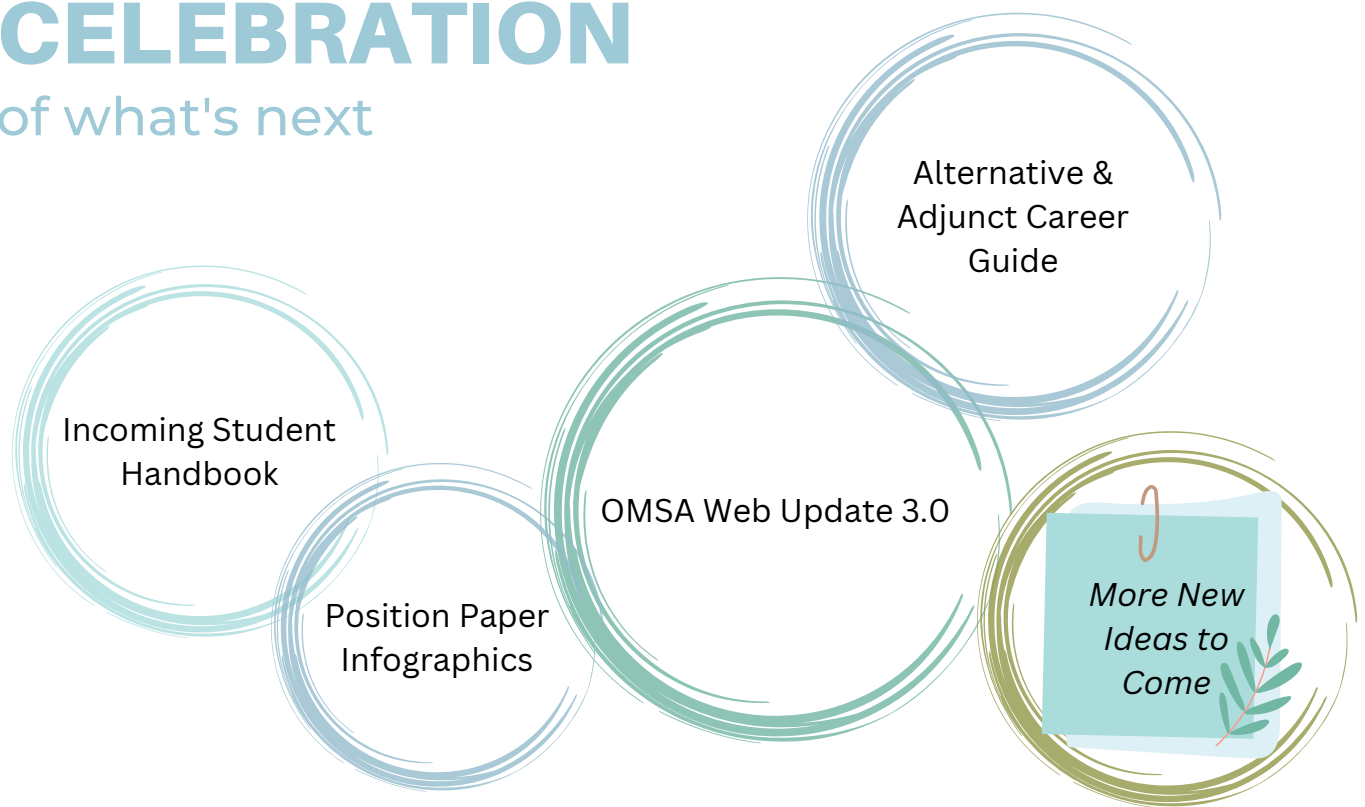 CELEBRATION
of what's next
Alternative &
Adjunct Career
Guide
Incoming Student
Handbook
OMSA Web Update 3.0
Position Paper
Infographics
More New
Ideas to
Come